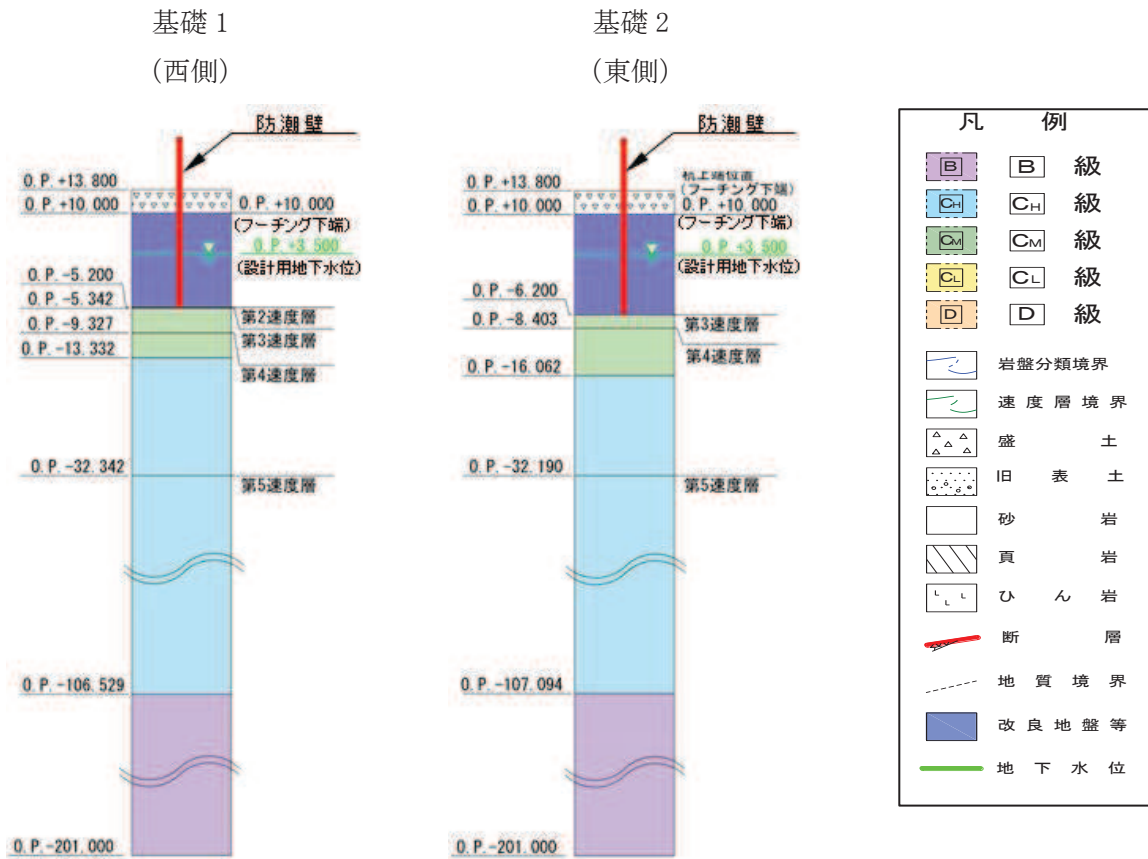 基礎 1
(西側)
防潮壁
O.P.+13.800
O.P.+10.000
O.P.+10.000
(フーチング下端)
O.P.+3.500
(設計用地下水位)
O.P.-5.200
O.P.-5.342
第2速度層
O.P.-9.327
第3速度層
O.P.-13.332
第4速度層
O.P.-32.342
第5速度層
O.P.-106.529
O.P.-201.000
基礎 2
(東側)
防潮壁
杭上端位置
O.P.+13.800
(フーチング下端)
O.P.+10.000
O.P.+10.000
(フーチング下端)
O.P.+3.500
(設計用地下水位)
O.P.-6.200
第3速度層
O.P.-8.403
第4速度層
O.P.-16.062
O.P.-32.190
第5速度層
O.P.-107.094
O.P.-201.000
凡 例
B B 級
CH CH 級
CM CM 級
CL CL 級
D D 級
岩盤分類境界
速度層境界
盛土
旧表土
砂岩
頁岩
ひん岩
断層
地質境界
改良地盤等
地下水位